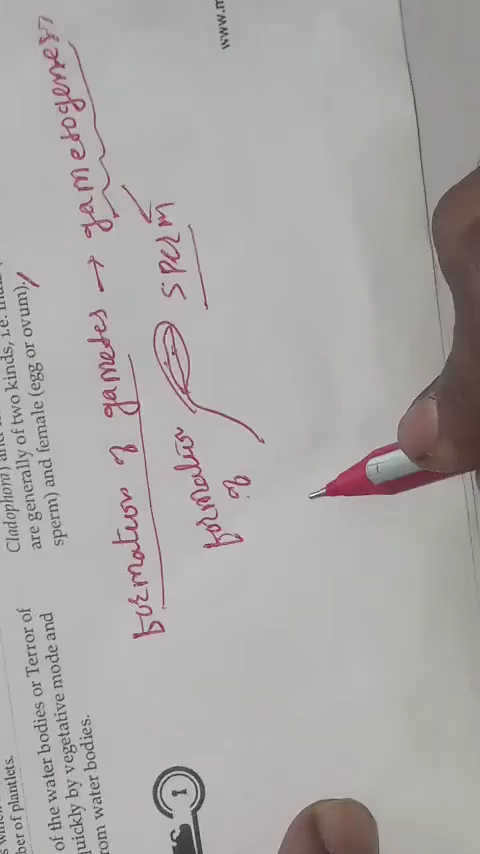 ber of plantlets.
of the water bodies or Terror of
quickly by vegetative mode and
rom water bodies.
Cladophora) and
are generally of two kinds, i.e.
sperm) and female (egg or ovum).
formation of gametes → gametogenesis
formation
of
sperm
www.m
1